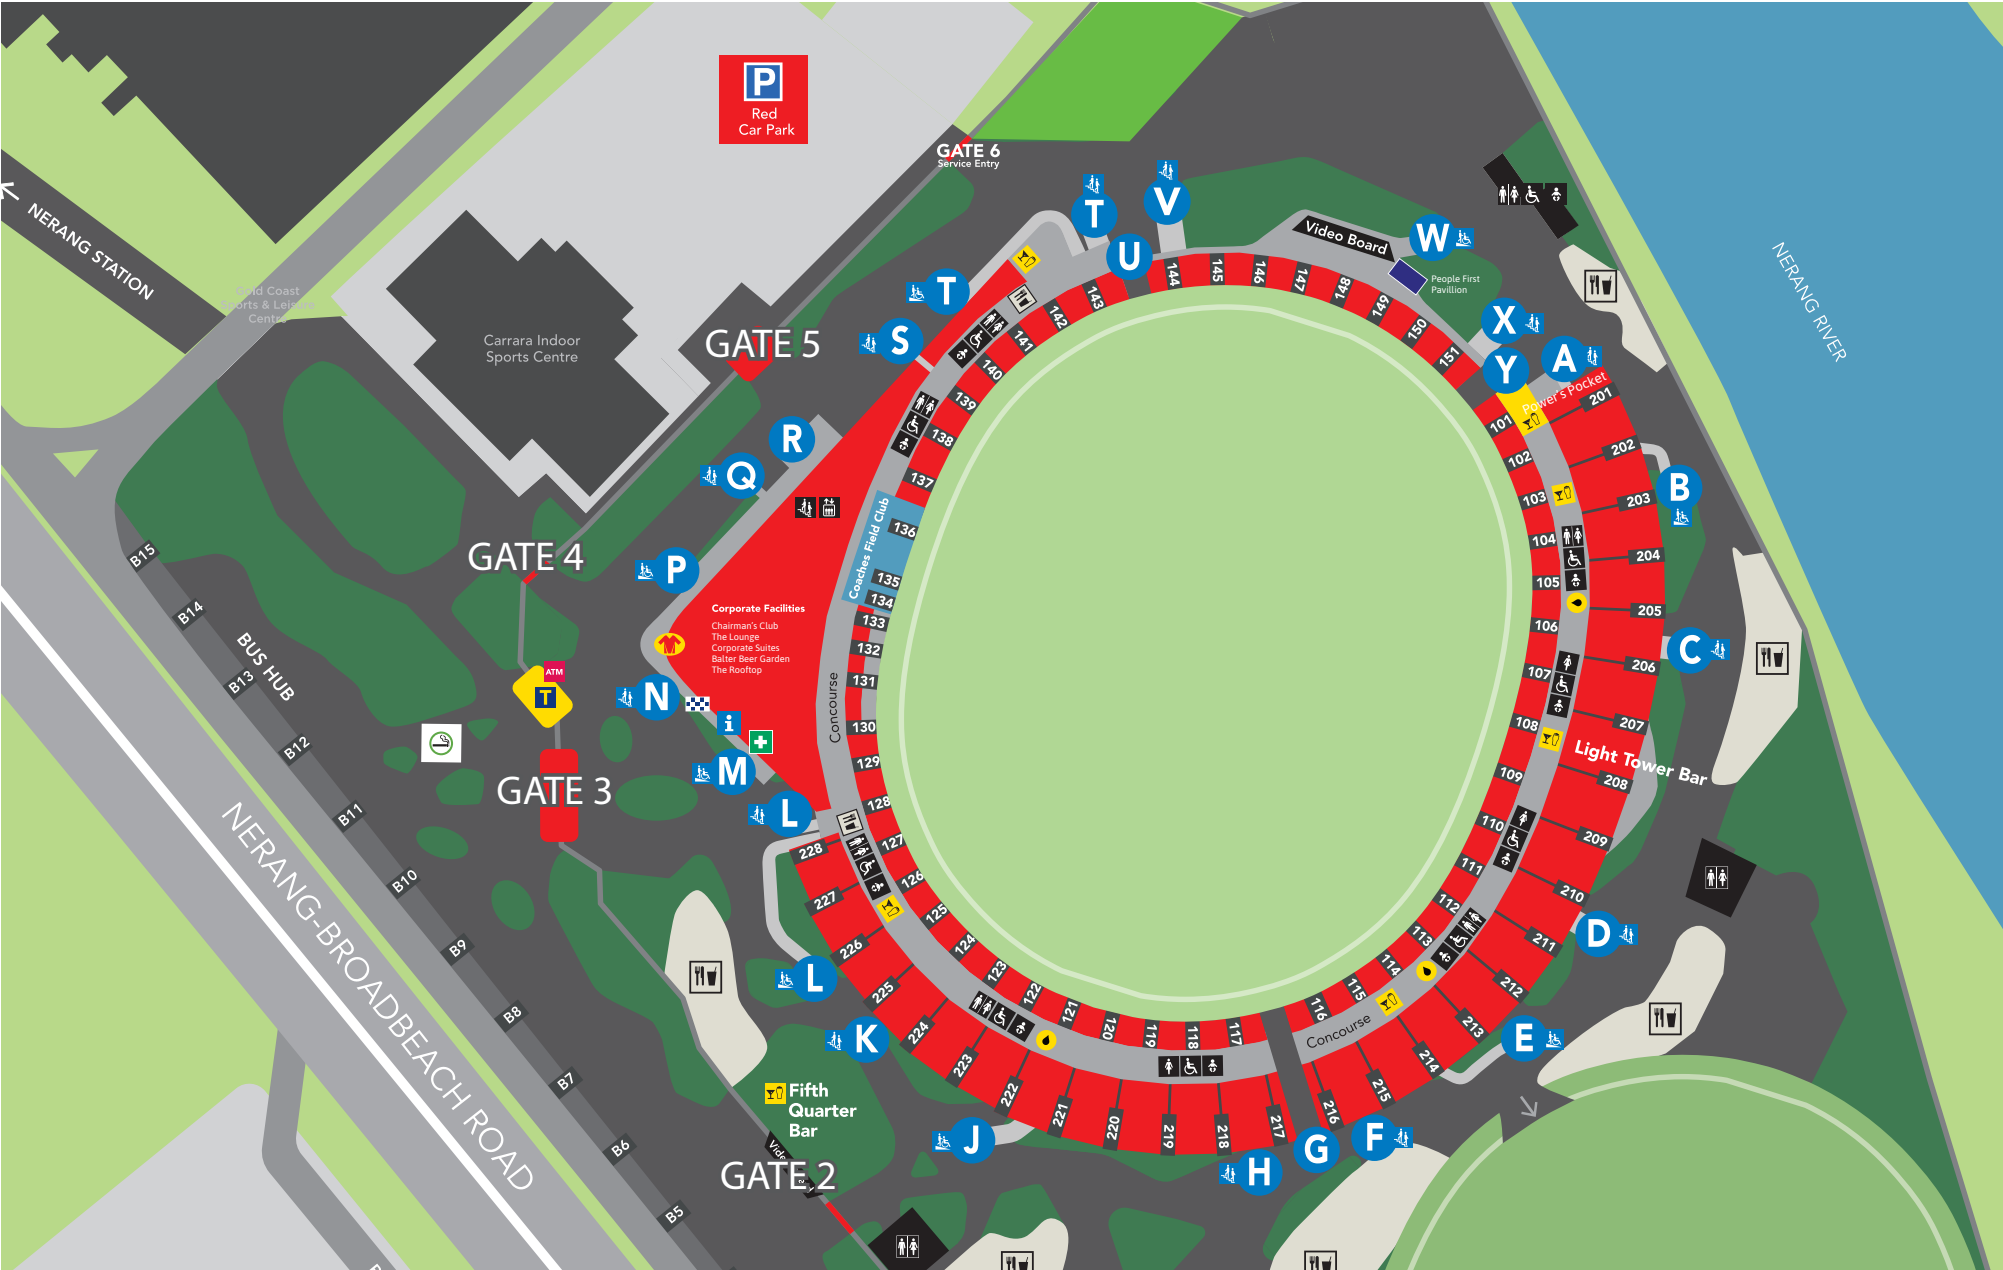 P
Red
Car Park
GATE 6
Service Entry
NERANG STATION
Gold Coast
Sports & Leisure
Centre
Carrara Indoor
Sports Centre
GATE 5
GATE 4
GATE 3
GATE 2
T
V
U
W
Video Board
People First
Pavillion
X
Y
A
Power's Pocket
NERANG RIVER
T
S
R
Q
P
N
M
L
L
K
J
H
G
F
E
D
C
B
Corporate Facilities
Chairman's Club
The Lounge
Corporate Suites
Balter Beer Garden
The Rooftop
Coaches Field Club
Concourse
Concourse
Light Tower Bar
ATM
T
i
BUS HUB
B15
B14
B13
B12
B11
B10
B9
B8
B7
B6
B5
NERANG-BROADBEACH ROAD
Fifth
Quarter
Bar
101
102
103
104
105
106
107
108
109
110
111
112
113
114
115
116
117
118
119
120
121
122
123
124
125
126
127
128
129
130
131
132
133
134
135
136
137
138
139
140
141
142
143
144
145
146
147
148
149
150
151
201
202
203
204
205
206
207
208
209
210
211
212
213
214
215
216
217
218
219
220
221
222
223
224
225
226
227
228